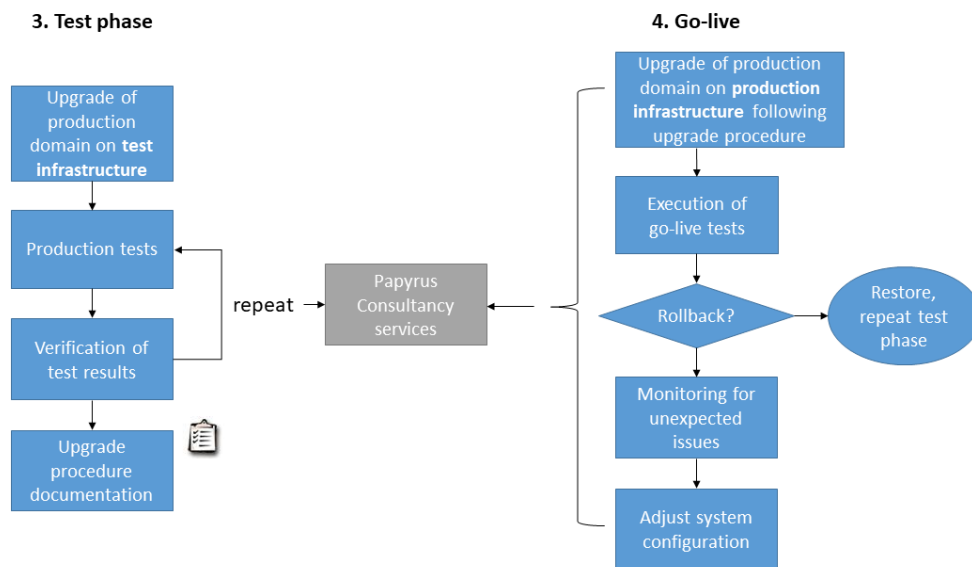 3. Test phase
Upgrade of
production
domain on test
infrastructure
Production tests
Verification of
test results
Upgrade
procedure
documentation
repeat
Papyrus
Consultancy
services
4. Go-live
Upgrade of production
domain on production
infrastructure following
upgrade procedure
Execution of
go-live tests
Rollback?
Restore,
repeat test
phase
Monitoring for
unexpected
issues
Adjust system
configuration